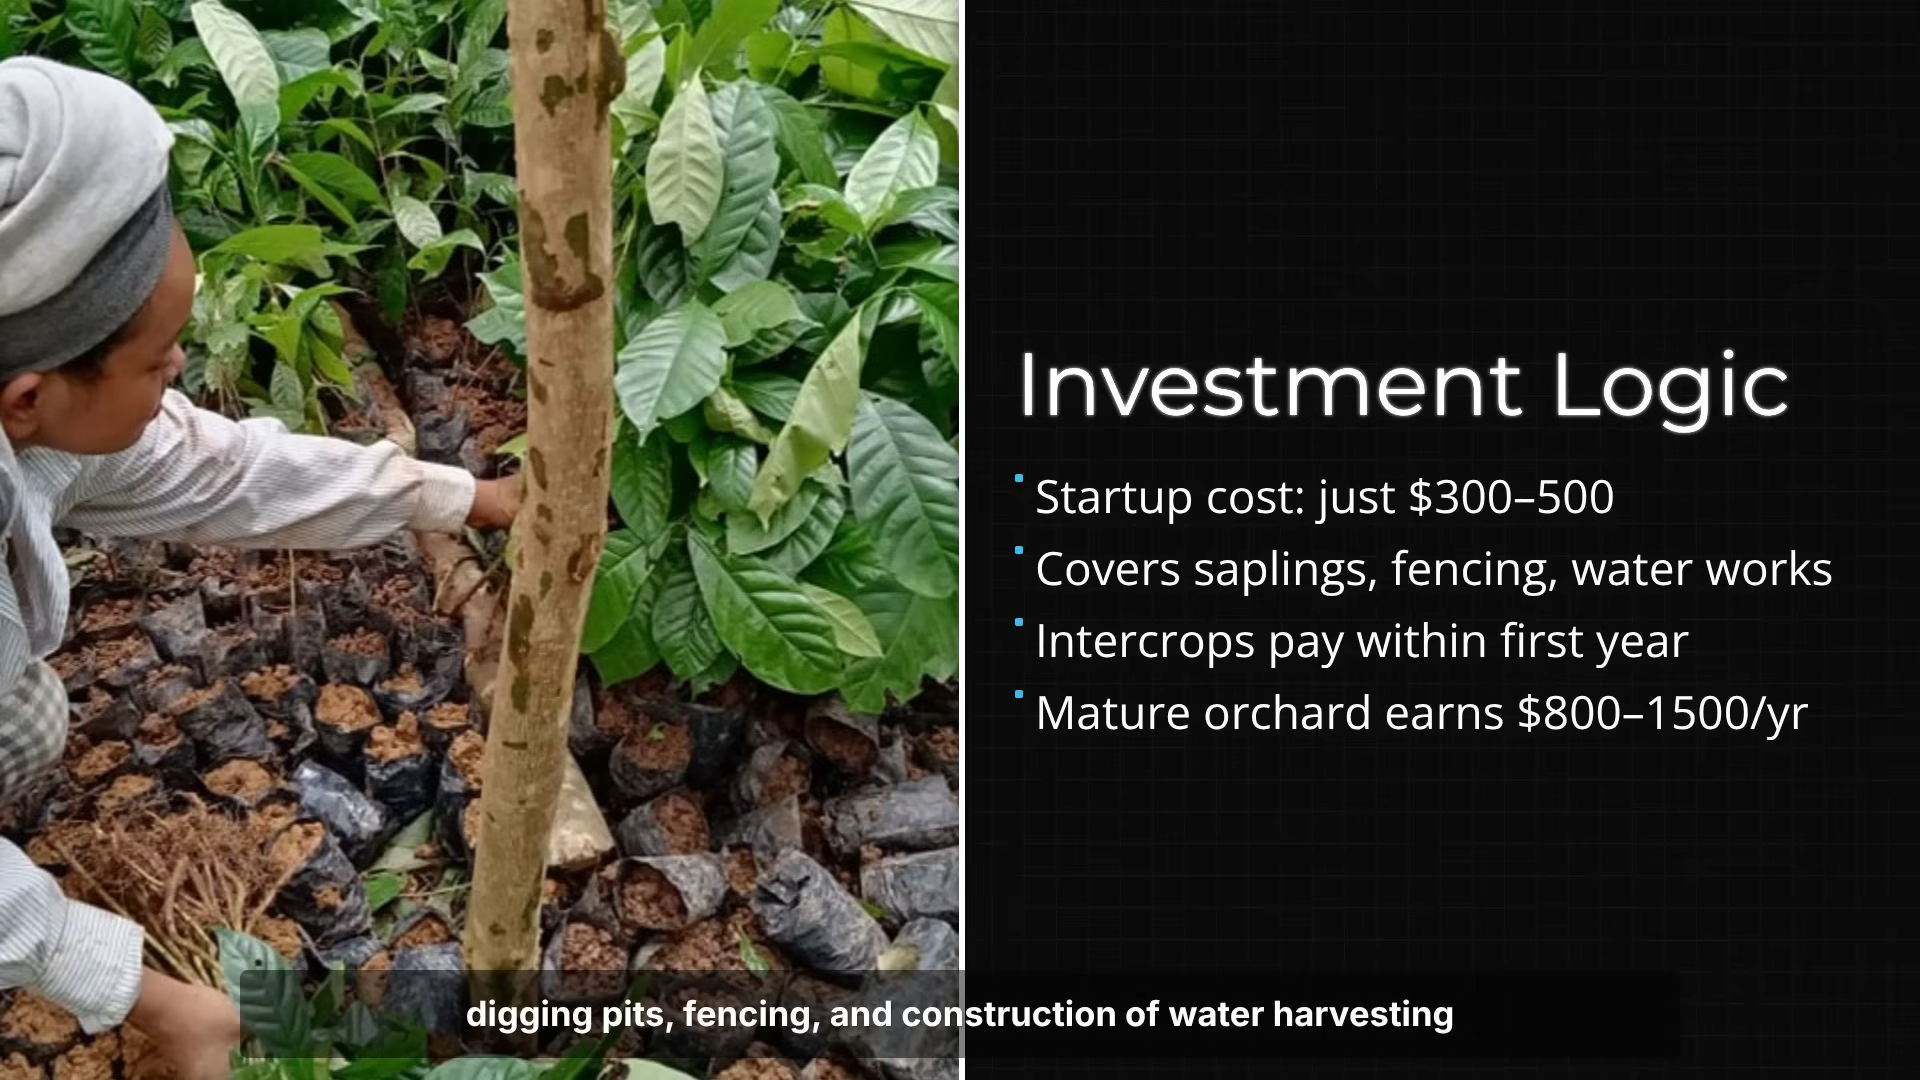 Investment Logic
Startup cost: just $300–500
Covers saplings, fencing, water works
Intercrops pay within first year
Mature orchard earns $800–1500/yr
digging pits, fencing, and construction of water harvesting